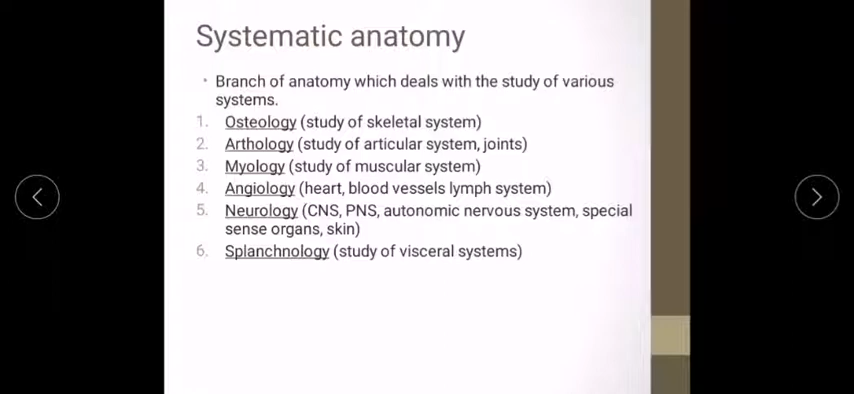 Systematic anatomy
• Branch of anatomy which deals with the study of various
systems.
1. Osteology (study of skeletal system)
2. Arthology (study of articular system, joints)
3. Myology (study of muscular system)
4. Angiology (heart, blood vessels lymph system)
5. Neurology (CNS, PNS, autonomic nervous system, special
sense organs, skin)
6. Splanchnology (study of visceral systems)